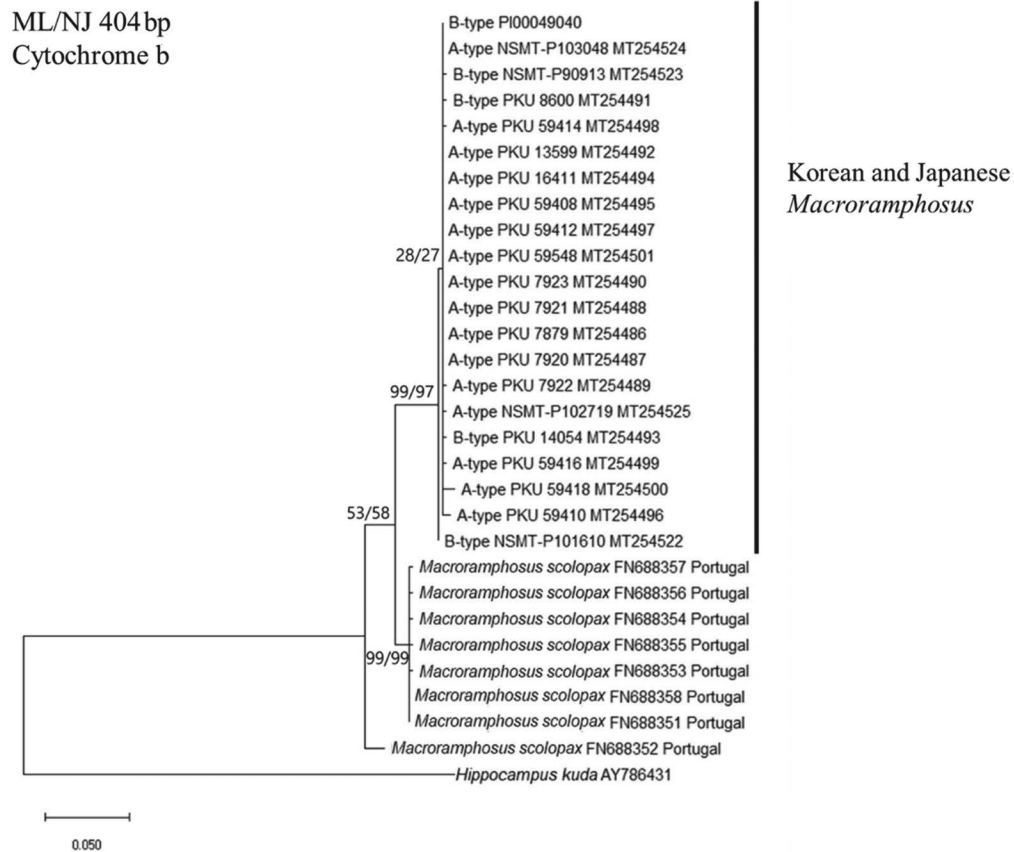 ML/NJ 404 bp
Cytochrome b
B-type PI00049040
A-type NSMT-P103048 MT254524
B-type NSMT-P90913 MT254523
B-type PKU 8600 MT254491
A-type PKU 59414 MT254498
A-type PKU 13599 MT254492
A-type PKU 16411 MT254494
A-type PKU 59408 MT254495
A-type PKU 59412 MT254497
28/27
A-type PKU 59548 MT254501
A-type PKU 7923 MT254490
A-type PKU 7921 MT254488
A-type PKU 7879 MT254486
A-type PKU 7920 MT254487
99/97
A-type PKU 7922 MT254489
A-type NSMT-P102719 MT254525
B-type PKU 14054 MT254493
A-type PKU 59416 MT254499
A-type PKU 59418 MT254500
53/58
A-type PKU 59410 MT254496
B-type NSMT-P101610 MT254522
Korean and Japanese
Macroramphosus
Macroramphosus scolopax FN688357 Portugal
Macroramphosus scolopax FN688356 Portugal
Macroramphosus scolopax FN688354 Portugal
Macroramphosus scolopax FN688355 Portugal
99/99
Macroramphosus scolopax FN688353 Portugal
Macroramphosus scolopax FN688358 Portugal
Macroramphosus scolopax FN688351 Portugal
Macroramphosus scolopax FN688352 Portugal
Hippocampus kuda AY786431
0.050